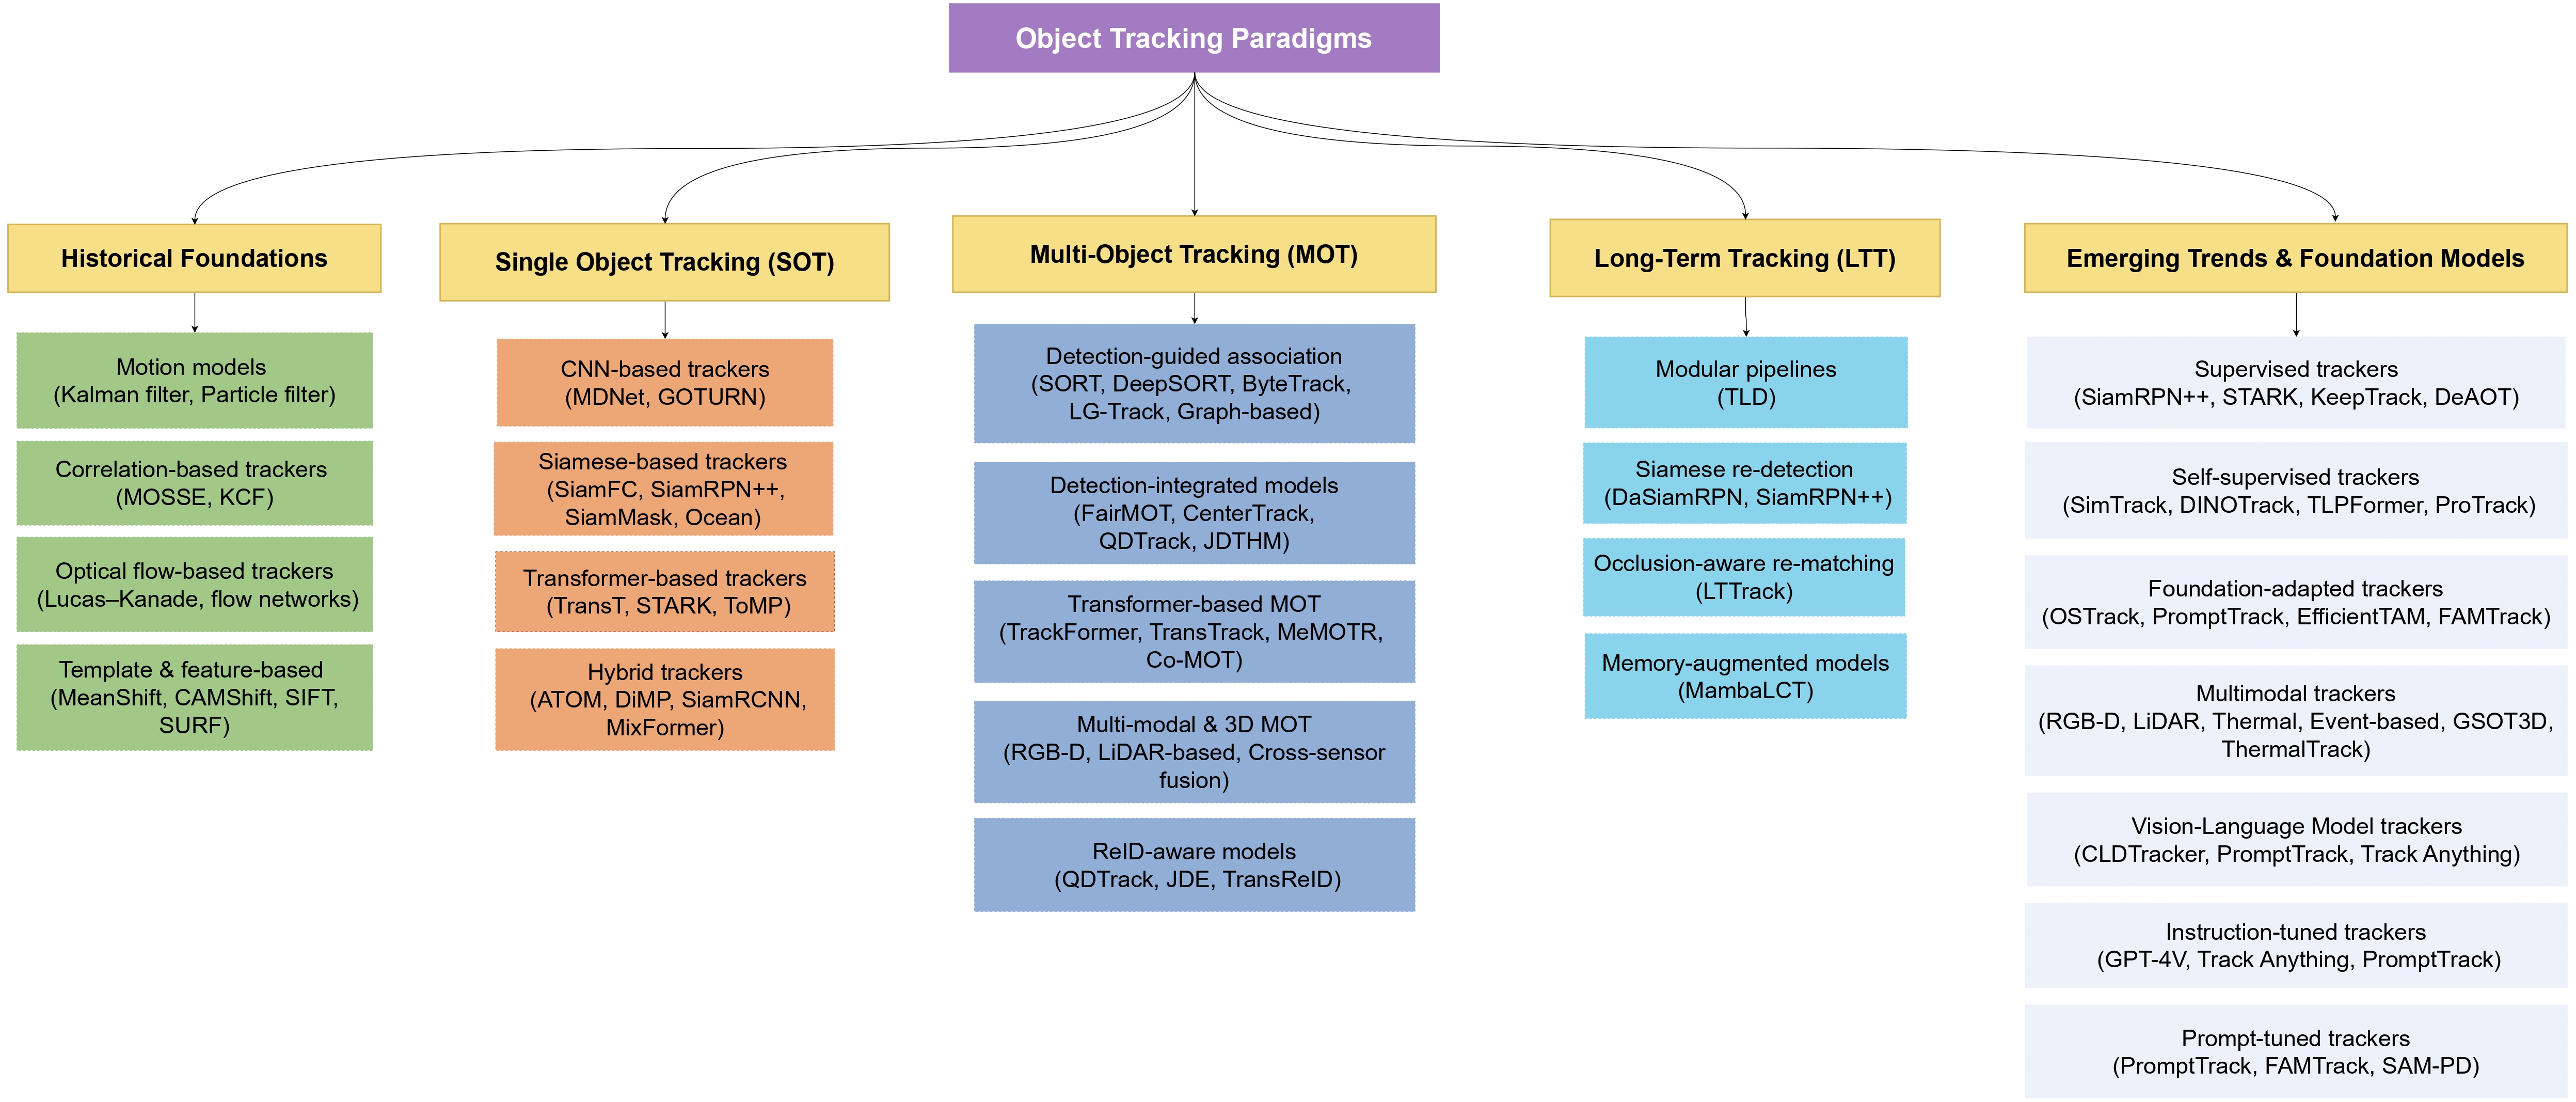 Object Tracking Paradigms
Historical Foundations
Motion models
(Kalman filter, Particle filter)
Correlation-based trackers
(MOSSE, KCF)
Optical flow-based trackers
(Lucas–Kanade, flow networks)
Template & feature-based
(MeanShift, CAMShift, SIFT,
SURF)
Single Object Tracking (SOT)
CNN-based trackers
(MDNet, GOTURN)
Siamese-based trackers
(SiamFC, SiamRPN++,
SiamMask, Ocean)
Transformer-based trackers
(TransT, STARK, ToMP)
Hybrid trackers
(ATOM, DiMP, SiamRCNN,
MixFormer)
Multi-Object Tracking (MOT)
Detection-guided association
(SORT, DeepSORT, ByteTrack,
LG-Track, Graph-based)
Detection-integrated models
(FairMOT, CenterTrack,
QDTrack, JDTHM)
Transformer-based MOT
(TrackFormer, TransTrack, MeMOTR,
Co-MOT)
Multi-modal & 3D MOT
(RGB-D, LiDAR-based, Cross-sensor
fusion)
ReID-aware models
(QDTrack, JDE, TransReID)
Long-Term Tracking (LTT)
Modular pipelines
(TLD)
Siamese re-detection
(DaSiamRPN, SiamRPN++)
Occlusion-aware re-matching
(LTTrack)
Memory-augmented models
(MambaLCT)
Emerging Trends & Foundation Models
Supervised trackers
(SiamRPN++, STARK, KeepTrack, DeAOT)
Self-supervised trackers
(SimTrack, DINOTrack, TLPFormer, ProTrack)
Foundation-adapted trackers
(OSTrack, PromptTrack, EfficientTAM, FAMTrack)
Multimodal trackers
(RGB-D, LiDAR, Thermal, Event-based, GSOT3D,
ThermalTrack)
Vision-Language Model trackers
(CLDTracker, PromptTrack, Track Anything)
Instruction-tuned trackers
(GPT-4V, Track Anything, PromptTrack)
Prompt-tuned trackers
(PromptTrack, FAMTrack, SAM-PD)